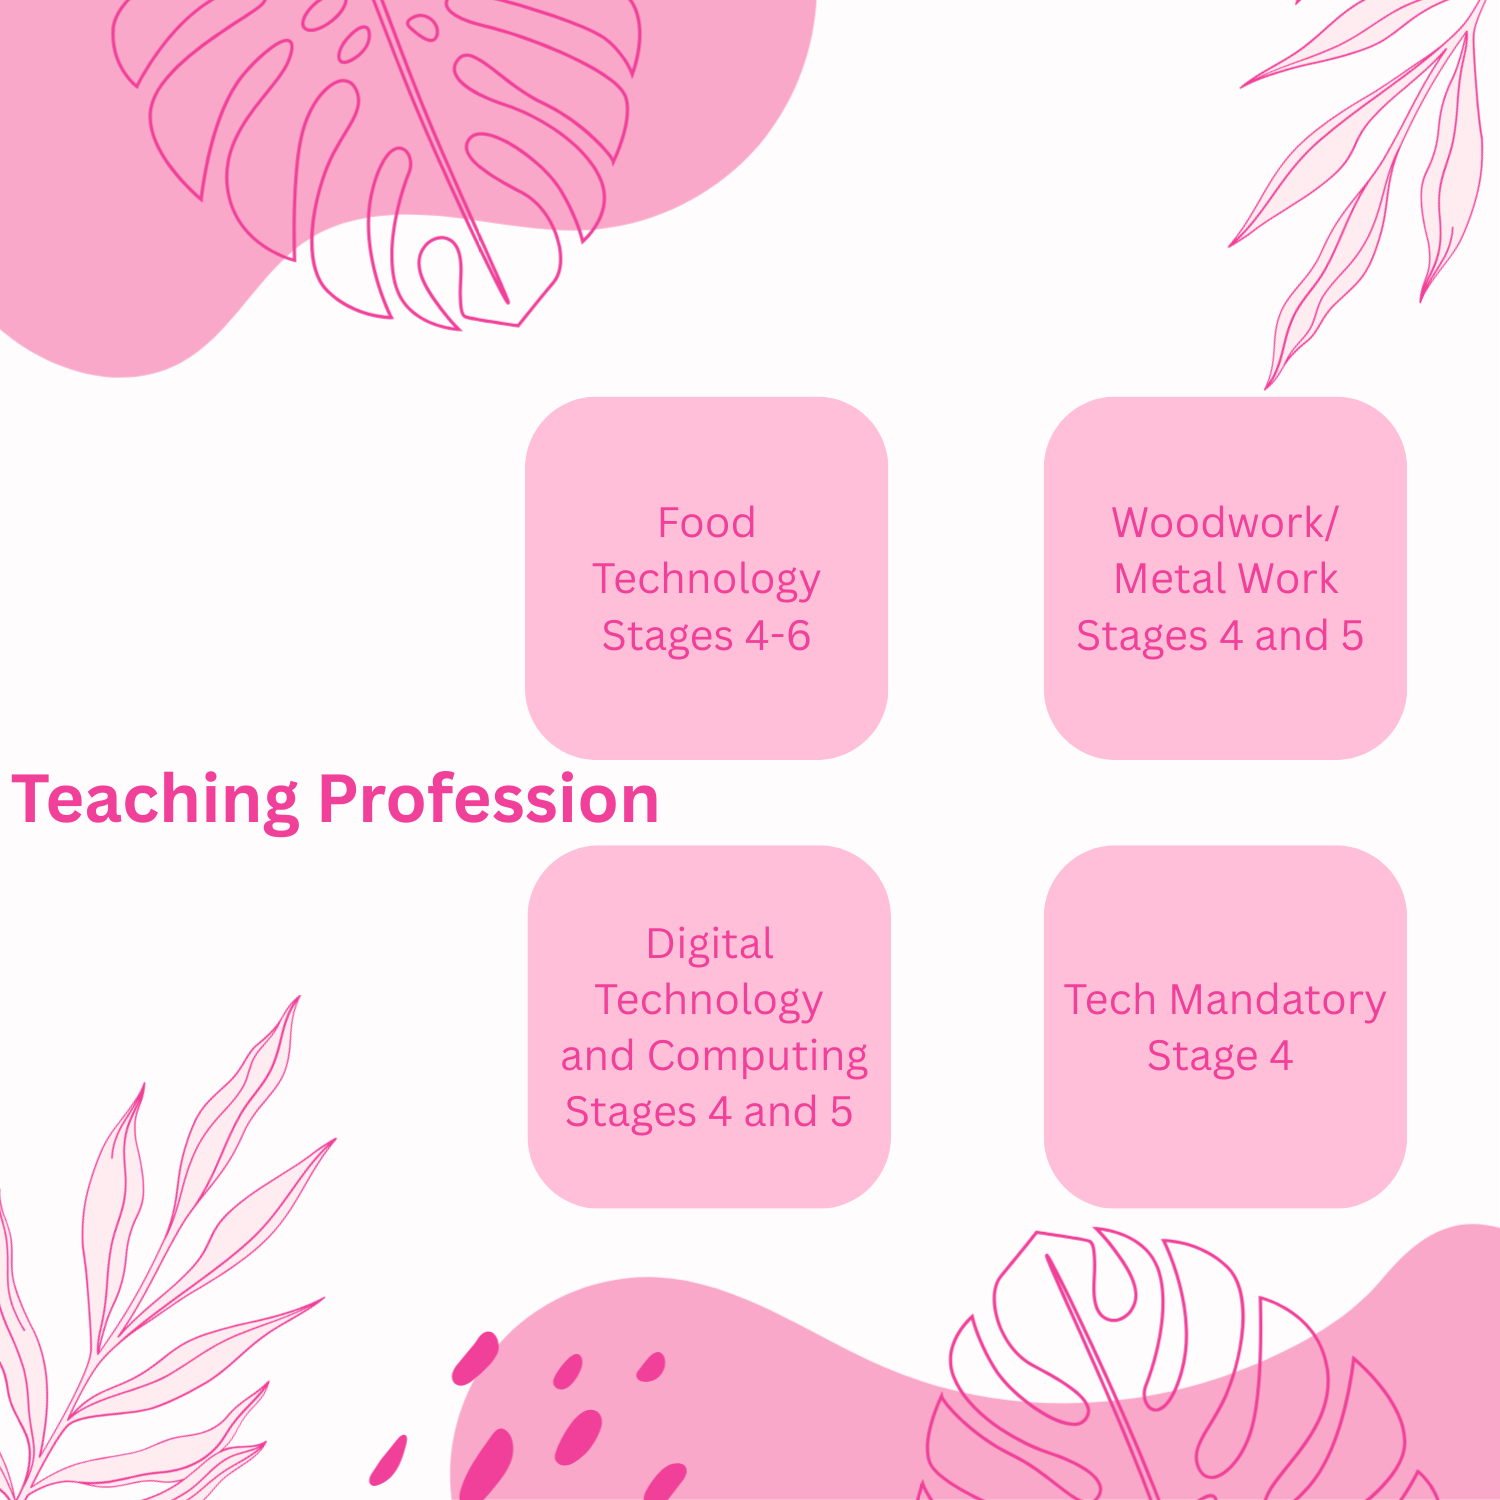 Food
Technology
Stages 4-6
Woodwork/
Metal Work
Stages 4 and 5
Teaching Profession
Digital
Technology
and Computing
Stages 4 and 5
Tech Mandatory
Stage 4